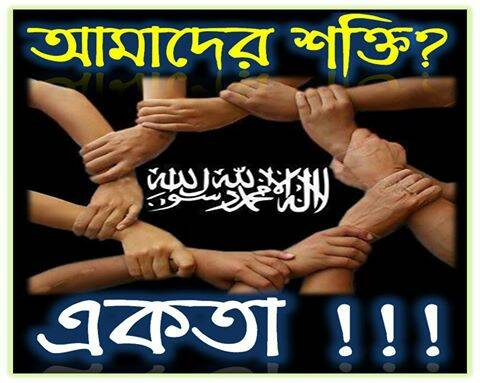 আমাদের শক্তি?
لا إله إلا الله محمد رسول الله
একতা !!!